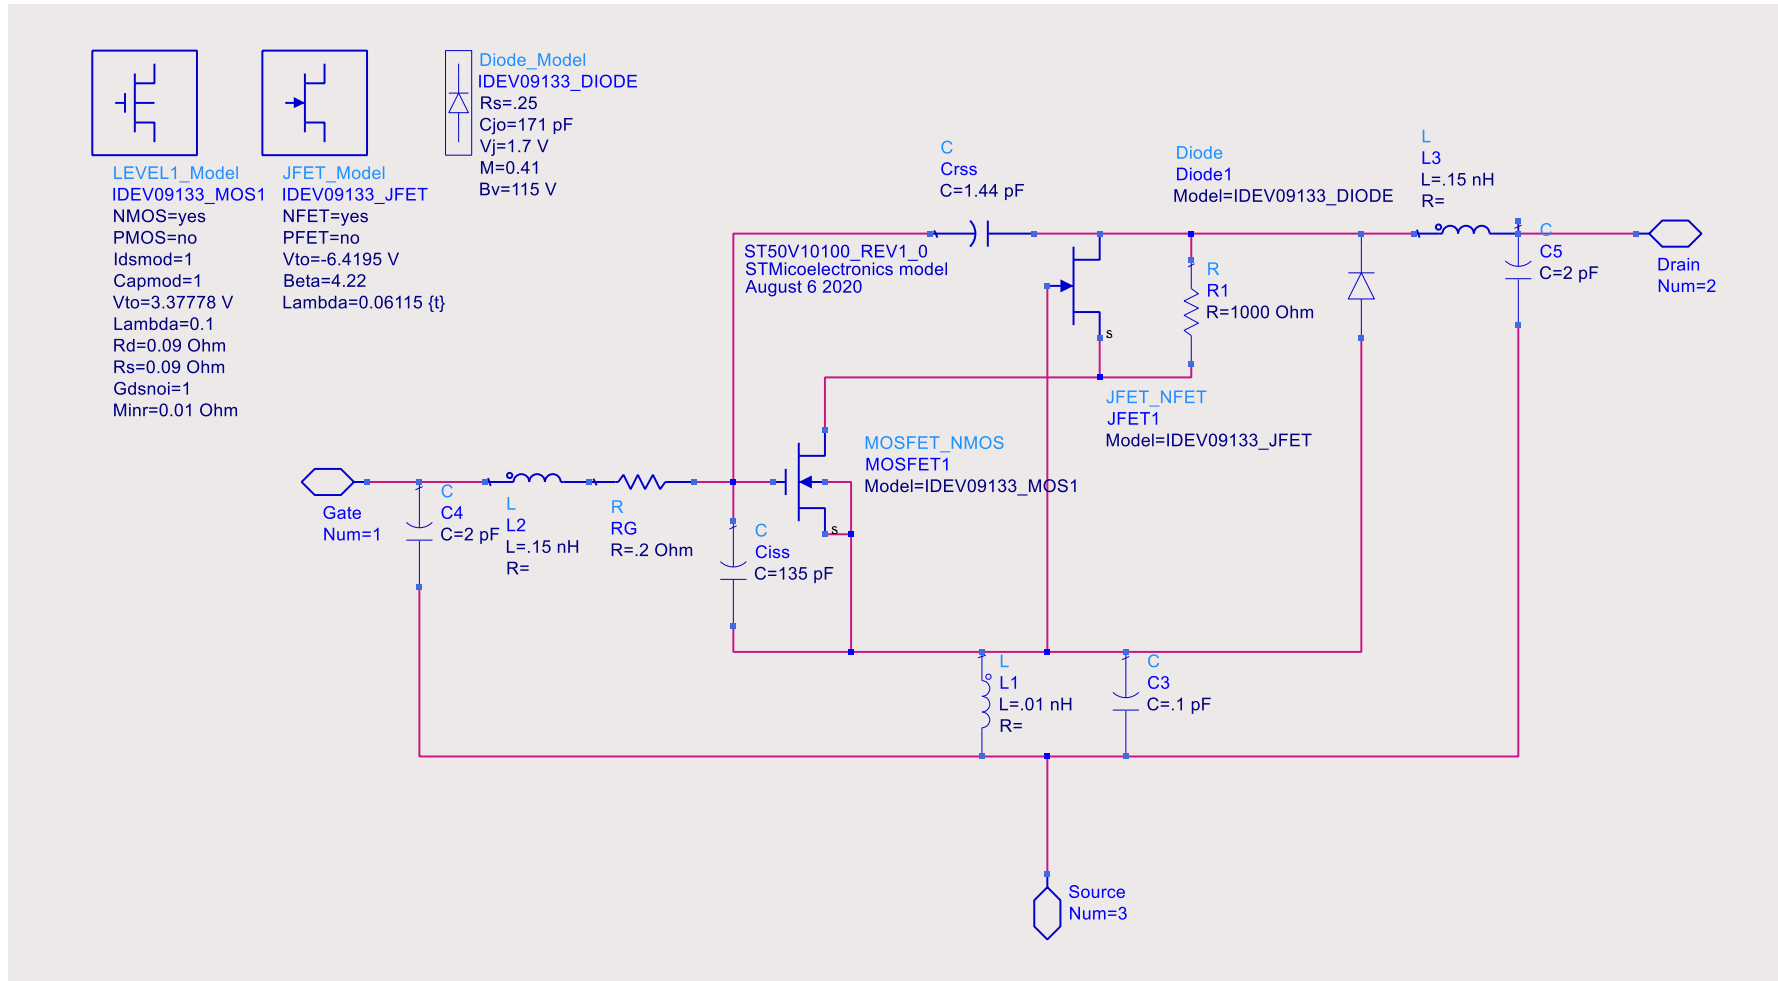 LEVEL1_Model
IDEV09133_MOS1
NMOS=yes
PMOS=no
Idsmod=1
Capmod=1
Vto=3.37778 V
Lambda=0.1
Rd=0.09 Ohm
Rs=0.09 Ohm
Gdsnoi=1
Minr=0.01 Ohm
JFET_Model
IDEV09133_JFET
NFET=yes
PFET=no
Vto=-6.4195 V
Beta=4.22
Lambda=0.06115 {t}
Diode_Model
IDEV09133_DIODE
Rs=.25
Cjo=171 pF
Vj=1.7 V
M=0.41
Bv=115 V
C
Crss
C=1.44 pF
Diode
Diode1
Model=IDEV09133_DIODE
L
L3
L=.15 nH
R=
ST50V10100_REV1_0
STMicoelectronics model
August 6 2020
s
R
R1
R=1000 Ohm
C
C5
C=2 pF
Drain
Num=2
JFET_NFET
JFET1
Model=IDEV09133_JFET
MOSFET_NMOS
MOSFET1
Model=IDEV09133_MOS1
s
Gate
Num=1
C
C4
C=2 pF
L
L2
L=.15 nH
R=
R
RG
R=.2 Ohm
C
Ciss
C=135 pF
L
L1
L=.01 nH
R=
C
C3
C=.1 pF
Source
Num=3